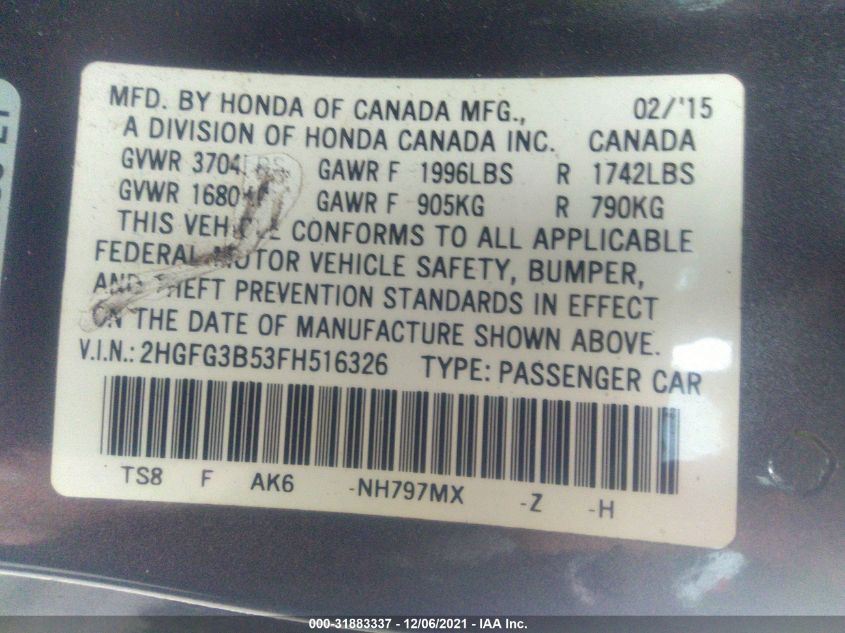 MFD. BY HONDA OF CANADA MFG., 02/'15
A DIVISION OF HONDA CANADA INC. CANADA
GVWR 3704LBS GAWR F 1996LBS R 1742LBS
GVWR 1680 GAWR F 905KG R 790KG
THIS VEHICLE CONFORMS TO ALL APPLICABLE
FEDERAL MOTOR VEHICLE SAFETY, BUMPER,
AND THEFT PREVENTION STANDARDS IN EFFECT
ON THE DATE OF MANUFACTURE SHOWN ABOVE.
V.I.N.: 2HGFG3B53FH516326 TYPE: PASSENGER CAR
TS8 F AK6 -NH797MX -Z -H
000-31883337 - 12/06/2021 - IAA Inc.